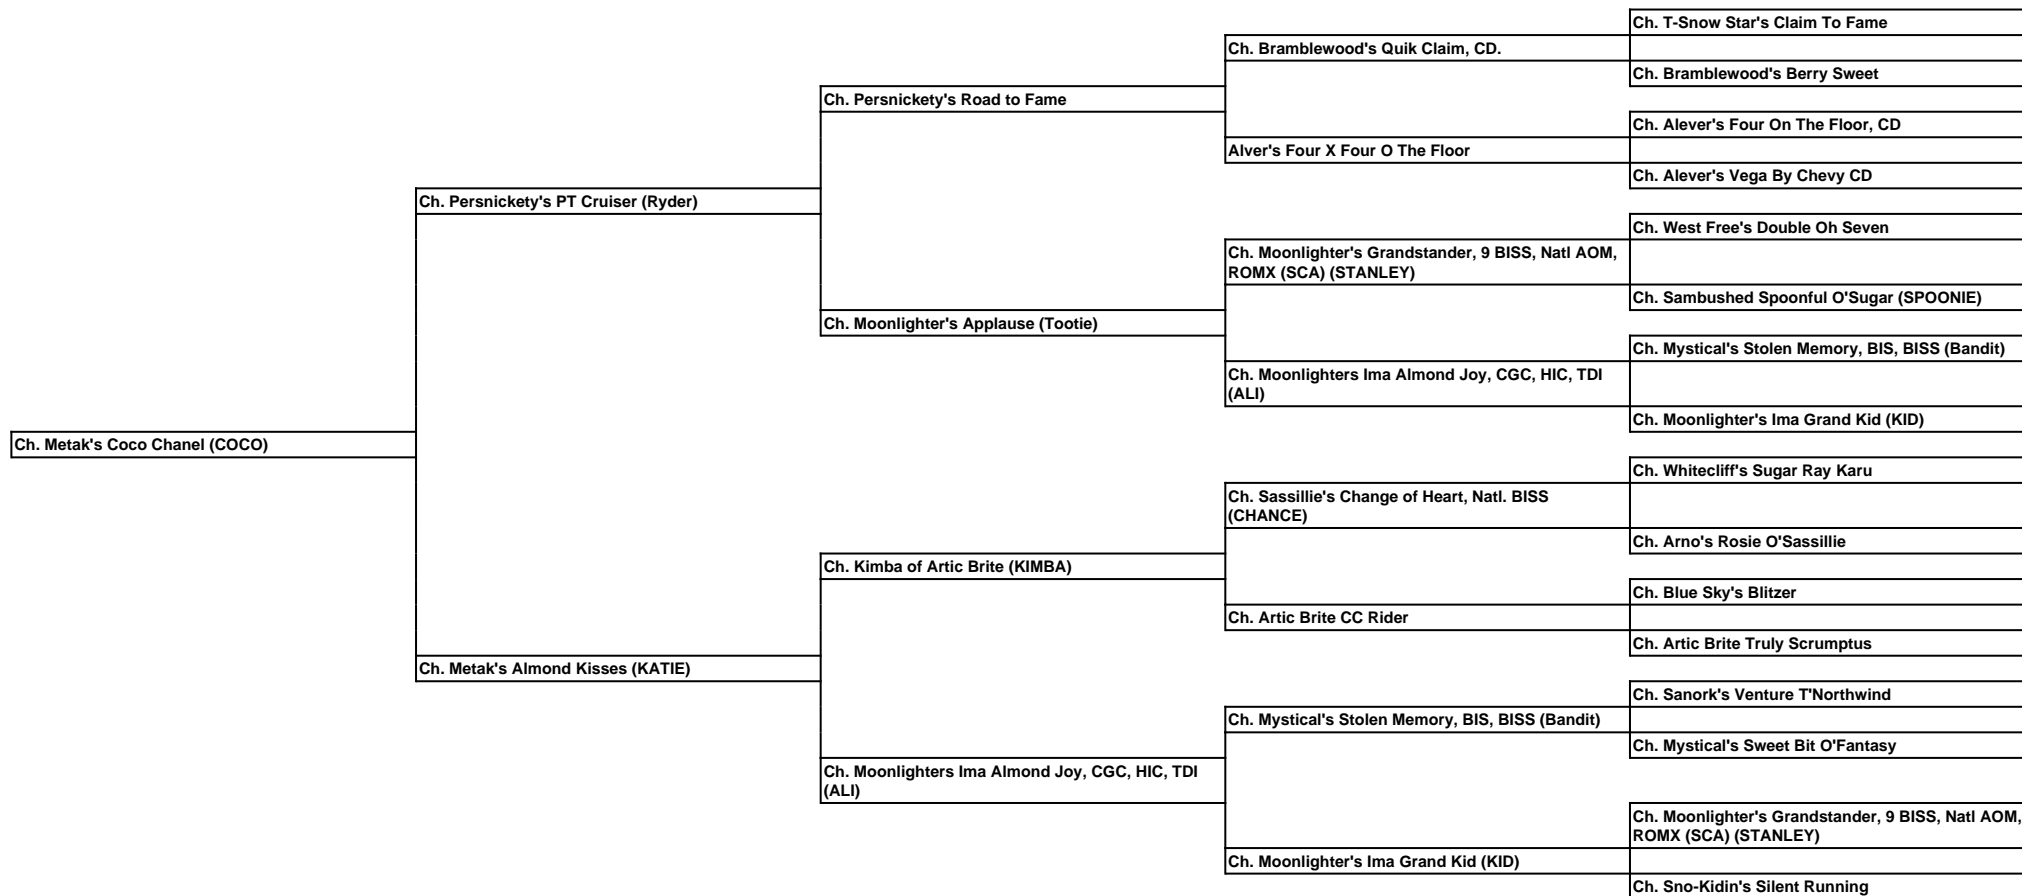 Ch. T-Snow Star's Claim To Fame
Ch. Bramblewood's Quik Claim, CD.
Ch. Bramblewood's Berry Sweet
Ch. Persnickety's Road to Fame
Ch. Alever's Four On The Floor, CD
Alver's Four X Four O The Floor
Ch. Alever's Vega By Chevy CD
Ch. Persnickety's PT Cruiser (Ryder)
Ch. West Free's Double Oh Seven
Ch. Moonlighter's Grandstander, 9 BISS, Natl AOM,
ROMX (SCA) (STANLEY)
Ch. Sambushed Spoonful O'Sugar (SPOONIE)
Ch. Moonlighter's Applause (Tootie)
Ch. Mystical's Stolen Memory, BIS, BISS (Bandit)
Ch. Moonlighters Ima Almond Joy, CGC, HIC, TDI
(ALI)
Ch. Moonlighter's Ima Grand Kid (KID)
Ch. Metak's Coco Chanel (COCO)
Ch. Whitecliff's Sugar Ray Karu
Ch. Sassillie's Change of Heart, Natl. BISS
(CHANCE)
Ch. Arno's Rosie O'Sassillie
Ch. Kimba of Artic Brite (KIMBA)
Ch. Blue Sky's Blitzer
Ch. Artic Brite CC Rider
Ch. Artic Brite Truly Scrumptus
Ch. Metak's Almond Kisses (KATIE)
Ch. Sanork's Venture T'Northwind
Ch. Mystical's Stolen Memory, BIS, BISS (Bandit)
Ch. Mystical's Sweet Bit O'Fantasy
Ch. Moonlighters Ima Almond Joy, CGC, HIC, TDI
(ALI)
Ch. Moonlighter's Grandstander, 9 BISS, Natl AOM,
ROMX (SCA) (STANLEY)
Ch. Moonlighter's Ima Grand Kid (KID)
Ch. Sno-Kidin's Silent Running